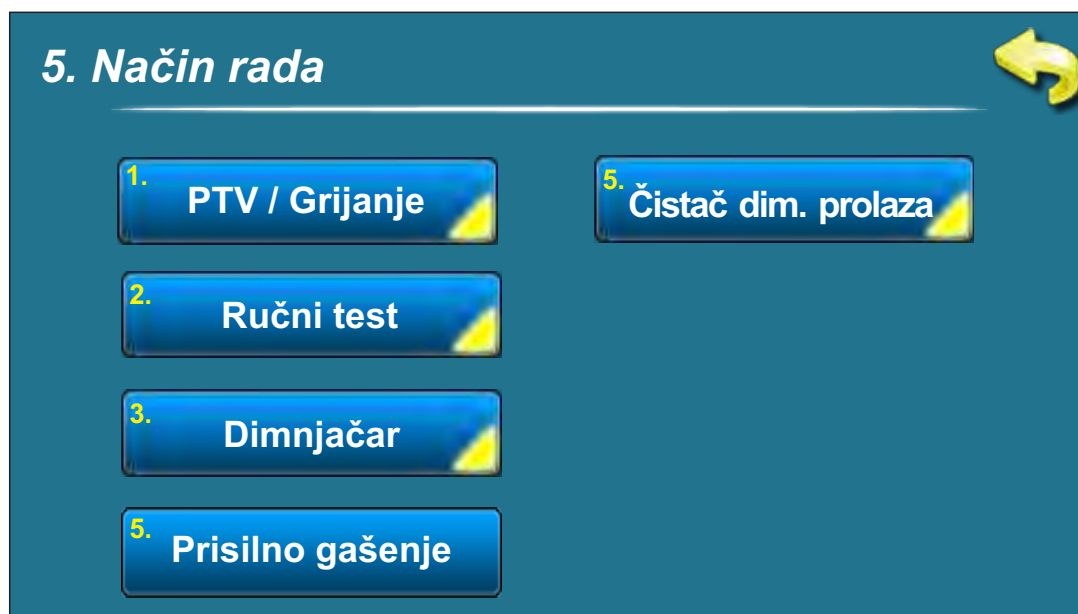 5. Način rada
1. PTV / Grijanje
2. Ručni test
3. Dimnjačar
5. Prisilno gašenje
5. Čistač dim. prolaza